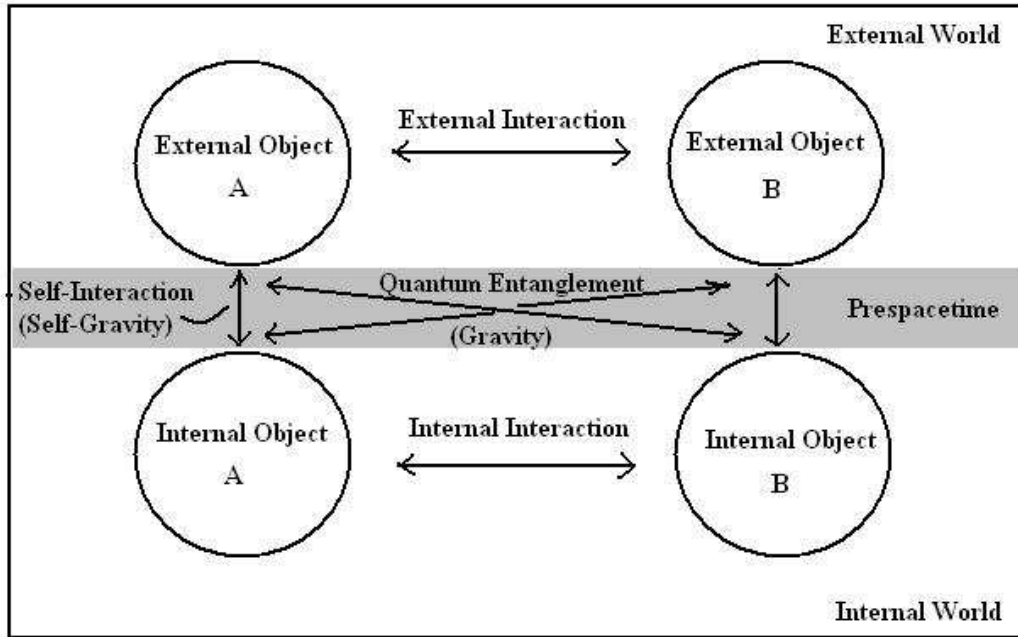 External World
External Object
A
External Interaction
External Object
B
Self-Interaction
(Self-Gravity)
Quantum Entanglement
(Gravity)
Prespacetime
Internal Object
A
Internal Interaction
Internal Object
B
Internal World